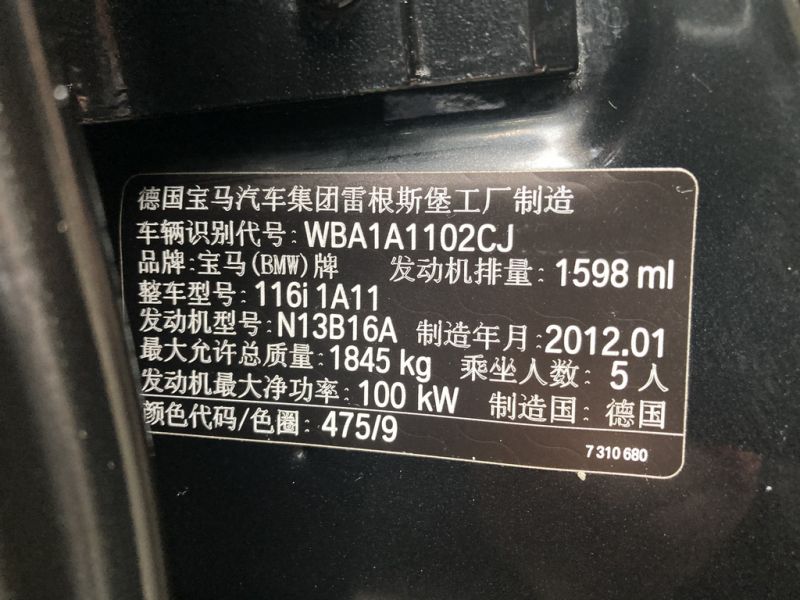 德国宝马汽车集团雷根斯堡工厂制造
车辆识别代号: WBA1A1102CJ
品牌: 宝马(BMW)牌 发动机排量: 1598 ml
整车型号: 116i 1A11
发动机型号: N13B16A 制造年月: 2012.01
最大允许总质量: 1845 kg 乘坐人数: 5 人
发动机最大净功率: 100 kW 制造国: 德国
颜色代码/色圈: 475/9
7 310 680